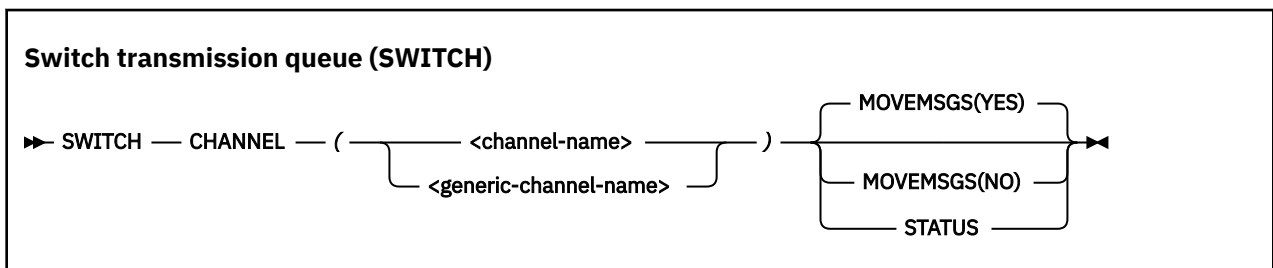 Switch transmission queue (SWITCH)
MOVEMSGS(YES)
SWITCH CHANNEL ( <channel-name> )
<generic-channel-name> MOVEMSGS(NO)
STATUS